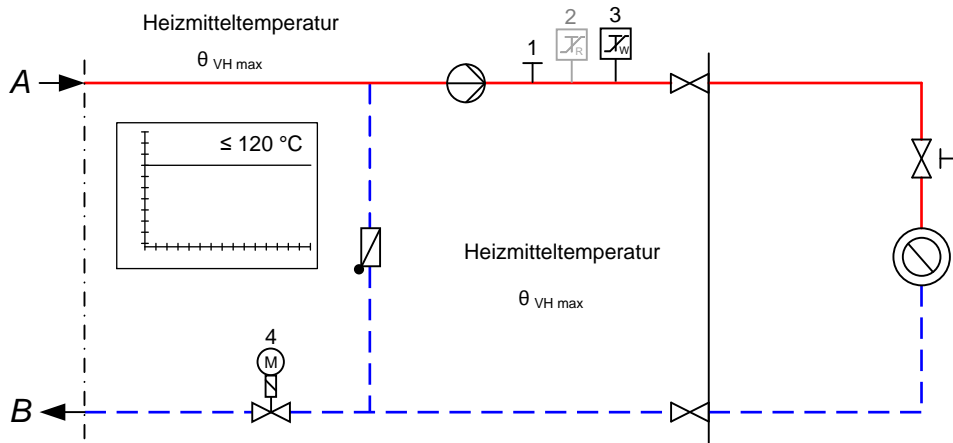 Heizmitteltemperatur
θ VH max
A
1
2
R
3
W
≤ 120 °C
Heizmitteltemperatur
θ VH max
4
M
B